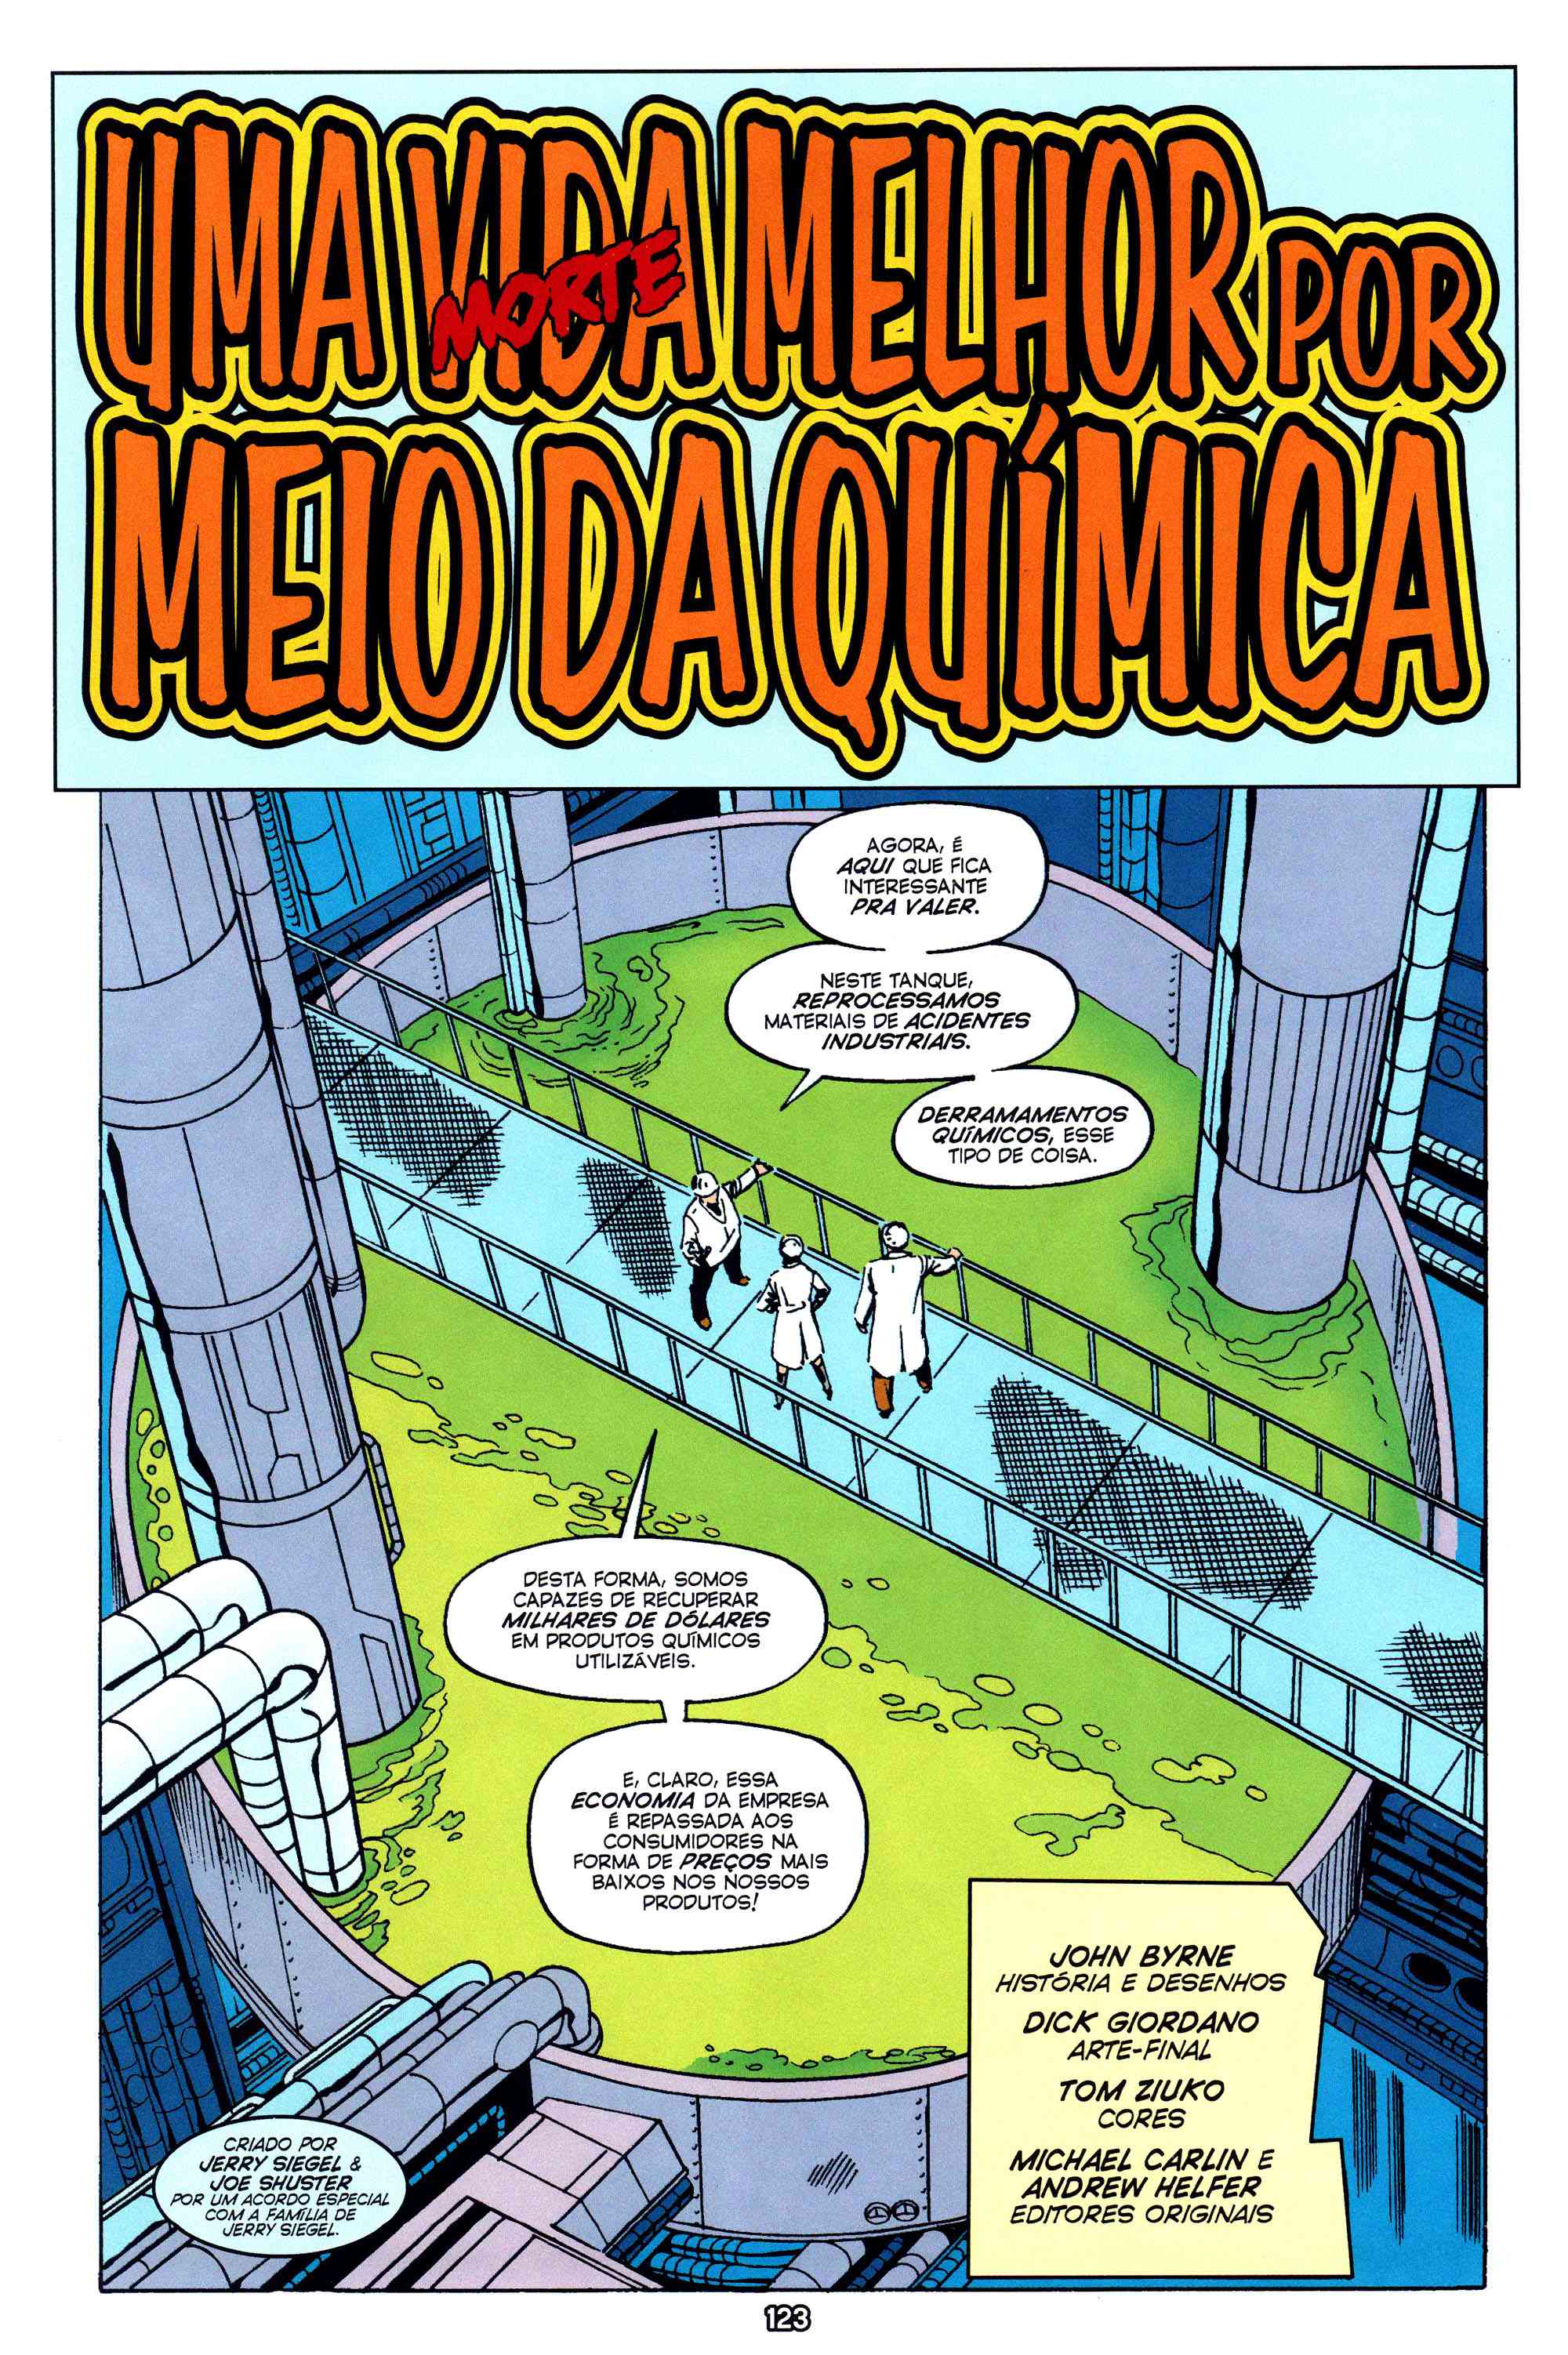 UMA VIDA MELHOR POR
MORTE
MEIO DA QUÍMICA
AGORA, É
AQUI QUE FICA
INTERESSANTE
PRA VALER.
NESTE TANQUE,
REPROCESSAMOS
MATERIAIS DE ACIDENTES
INDUSTRIAIS.
DERRAMAMENTOS
QUÍMICOS, ESSE
TIPO DE COISA.
DESTA FORMA, SOMOS
CAPAZES DE RECUPERAR
MILHARES DE DÓLARES
EM PRODUTOS QUÍMICOS
UTILIZÁVEIS.
E, CLARO, ESSA
ECONOMIA DA EMPRESA
É REPASSADA AOS
CONSUMIDORES NA
FORMA DE PREÇOS MAIS
BAIXOS NOS NOSSOS
PRODUTOS!
JOHN BYRNE
HISTÓRIA E DESENHOS
DICK GIORDANO
ARTE-FINAL
TOM ZIUKO
CORES
MICHAEL CARLIN E
ANDREW HELFER
EDITORES ORIGINAIS
CRIADO POR
JERRY SIEGEL &
JOE SHUSTER
POR UM ACORDO ESPECIAL
COM A FAMÍLIA DE
JERRY SIEGEL.
123